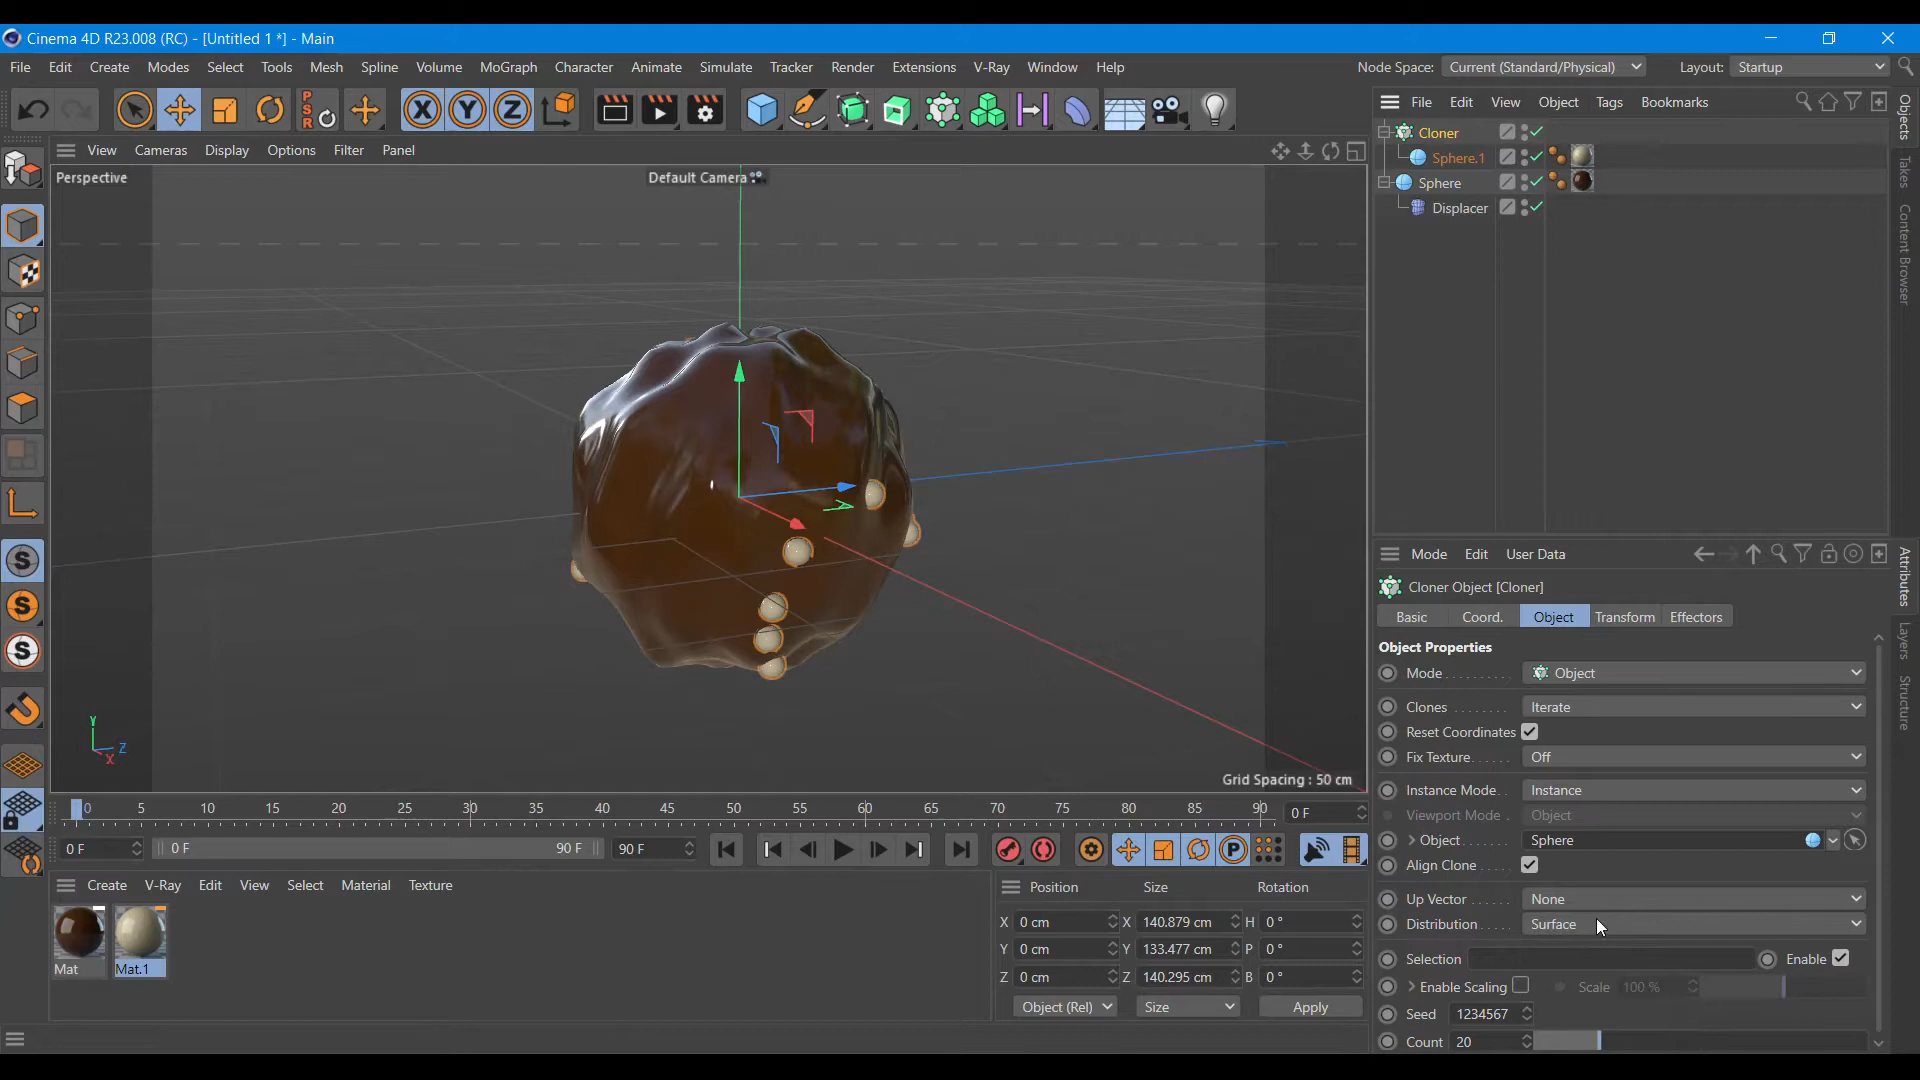 Cinema 4D R23.008 (RC) - [Untitled 1 *] - Main
File Edit Create Modes Select Tools Mesh Spline Volume MoGraph Character Animate Simulate Tracker Render Extensions V-Ray Window Help Node Space: Current (Standard/Physical) Layout: Startup
PSR X Y Z
File Edit View Object Tags Bookmarks
Cloner
Sphere.1
Sphere
Displacer
Objects
Takes
Content Browser
View Cameras Display Options Filter Panel
Perspective
Default Camera
Y
Z
X
Grid Spacing : 50 cm
S
S
S
0 5 10 15 20 25 30 35 40 45 50 55 60 65 70 75 80 85 90 0 F
0 F 0 F 90 F 90 F
P
Create V-Ray Edit View Select Material Texture
Mat
Mat.1
Position Size Rotation
X 0 cm X 140.879 cm H 0 °
Y 0 cm Y 133.477 cm P 0 °
Z 0 cm Z 140.295 cm B 0 °
Object (Rel) Size Apply
Mode Edit User Data
Cloner Object [Cloner]
Basic Coord. Object Transform Effectors
Object Properties
Mode . . . . . . . . . . Object
Clones . . . . . . . . Iterate
Reset Coordinates
Fix Texture . . . . . . Off
Instance Mode . . Instance
Viewport Mode . Object
Object . . . . . . . . Sphere
Align Clone . . . . .
Up Vector . . . . . . None
Distribution . . . . . Surface
Selection Enable
Enable Scaling Scale 100 %
Seed 1234567
Count 20
Attributes
Layers
Structure